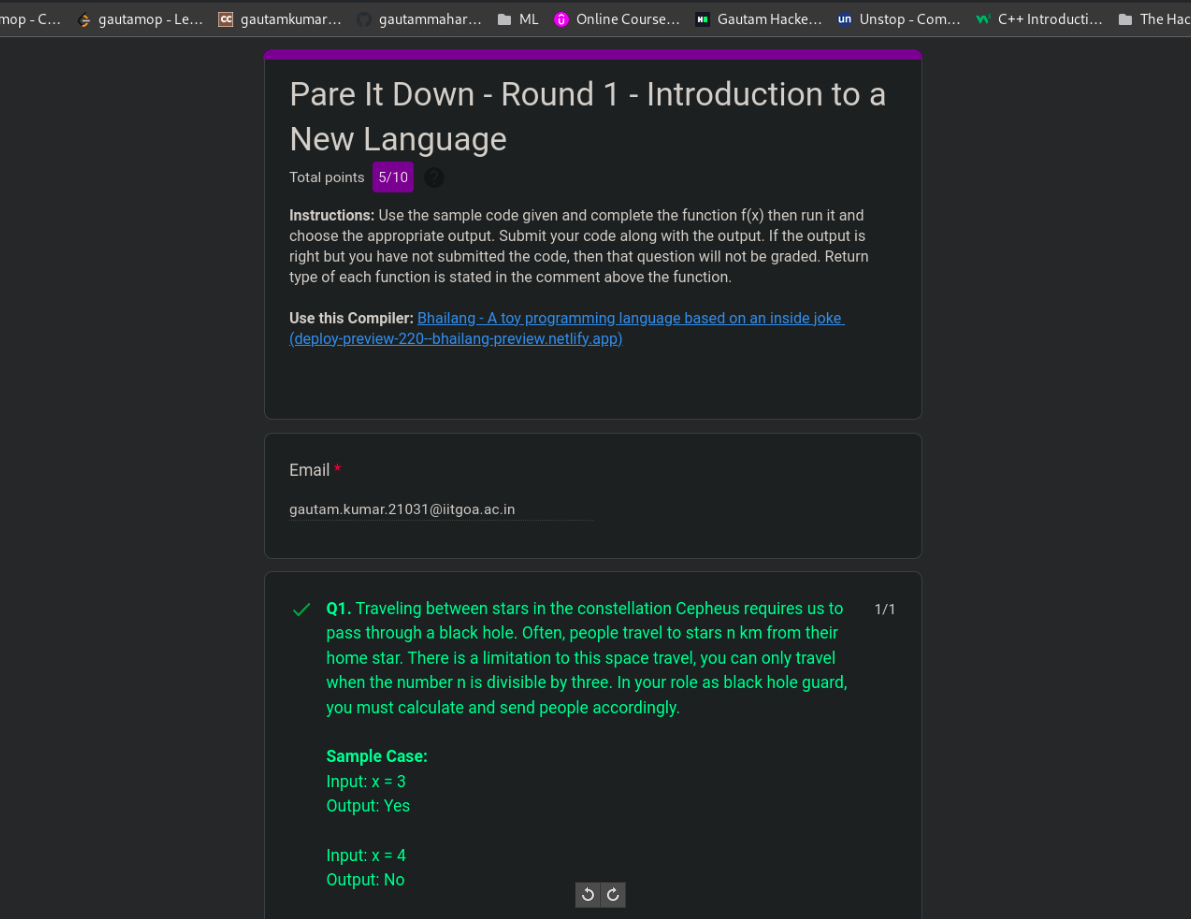 mop - C... gautamop - Le... gautamkumar... gautammahar... ML Online Course... Gautam Hacke... Unstop - Com... C++ Introducti... The Hac
Pare It Down - Round 1 - Introduction to a
New Language
Total points 5/10
Instructions: Use the sample code given and complete the function f(x) then run it and
choose the appropriate output. Submit your code along with the output. If the output is
right but you have not submitted the code, then that question will not be graded. Return
type of each function is stated in the comment above the function.
Use this Compiler: Bhailang - A toy programming language based on an inside joke
(deploy-preview-220--bhailang-preview.netlify.app)
Email *
gautam.kumar.21031@iitgoa.ac.in
Q1. Traveling between stars in the constellation Cepheus requires us to 1/1
pass through a black hole. Often, people travel to stars n km from their
home star. There is a limitation to this space travel, you can only travel
when the number n is divisible by three. In your role as black hole guard,
you must calculate and send people accordingly.
Sample Case:
Input: x = 3
Output: Yes
Input: x = 4
Output: No